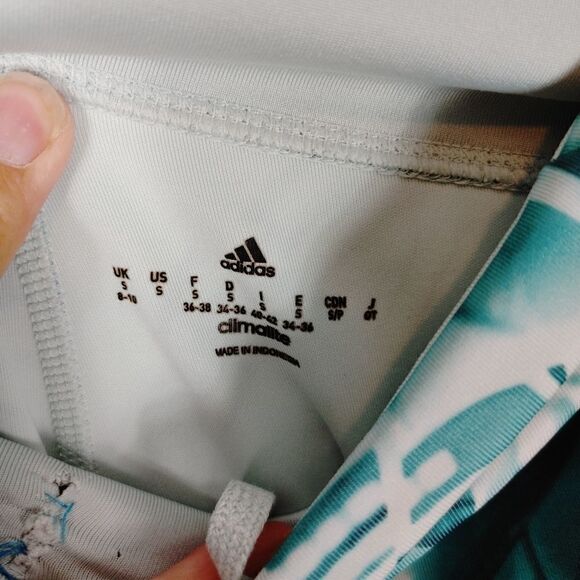 adidas
UK US F D I E CDN J
S S S S S S S/P OT
8-10 36-38 34-36 40-42 34-36
climalite
MADE IN INDONESIA